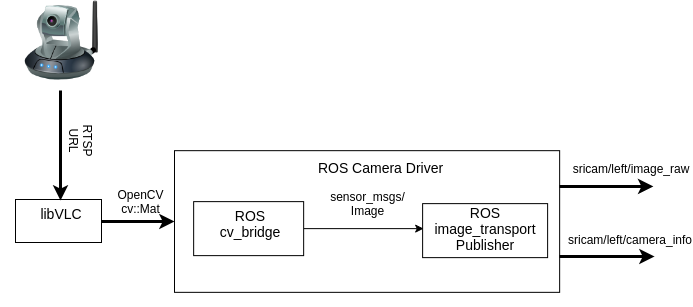 RTSP
URL
libVLC
OpenCV
cv::Mat
ROS Camera Driver
ROS
cv_bridge
sensor_msgs/
Image
ROS
image_transport
Publisher
sricam/left/image_raw
sricam/left/camera_info